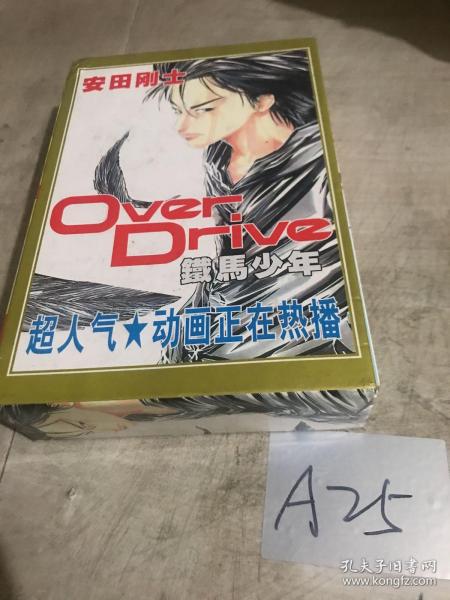 安田刚士
Over
Drive
鐵馬少年
超人气★动画正在热播
A25
孔夫子旧书网
www.kongfz.com